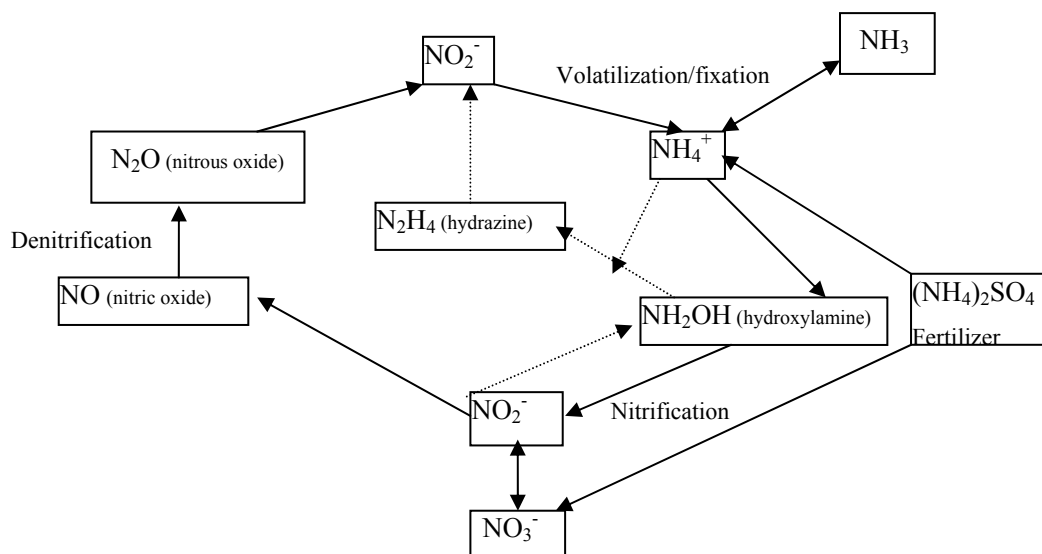 NH₃
NO₂⁻
Volatilization/fixation
NH₄⁺
N₂O (nitrous oxide)
N₂H₄ (hydrazine)
Denitrification
NO (nitric oxide)
NH₂OH (hydroxylamine)
(NH₄)₂SO₄
Fertilizer
NO₂⁻
Nitrification
NO₃⁻